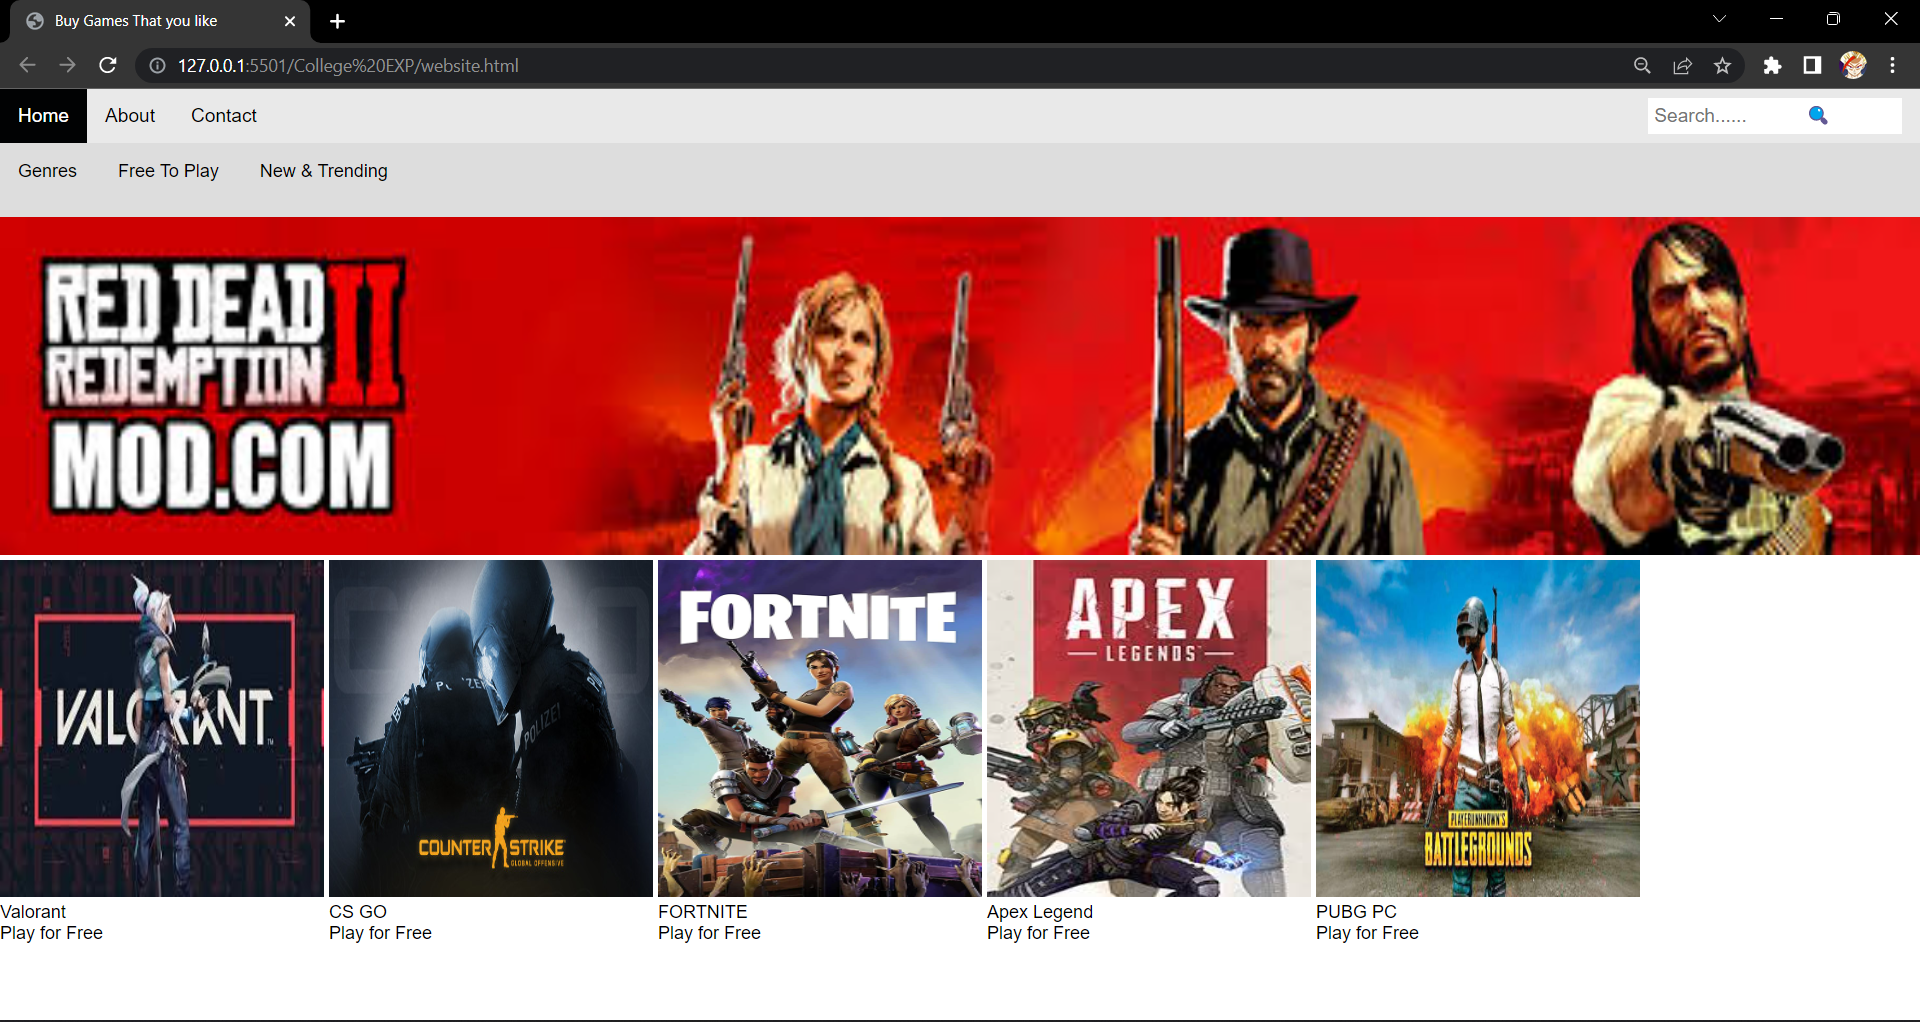 Buy Games That you like
127.0.0.1:5501/College%20EXP/website.html
Home About Contact Search......
Genres Free To Play New & Trending
RED DEAD II
REDEMPTION
MOD.COM
VALORANT
POLIZEI
COUNTER STRIKE
GLOBAL OFFENSIVE
FORTNITE
APEX
LEGENDS
PLAYERUNKNOWN'S
BATTLEGROUNDS
Valorant CS GO FORTNITE Apex Legend PUBG PC
Play for Free Play for Free Play for Free Play for Free Play for Free